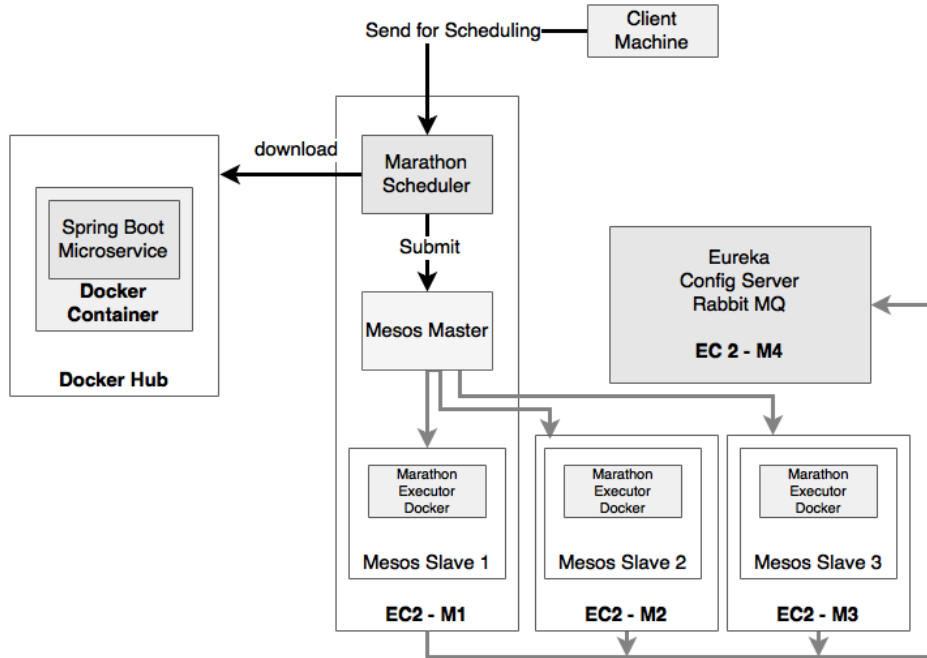 Client
Machine
Send for Scheduling
download
Marathon
Scheduler
Submit
Mesos Master
Spring Boot
Microservice
Docker
Container
Docker Hub
Eureka
Config Server
Rabbit MQ
EC 2 - M4
Marathon
Executor
Docker
Mesos Slave 1
EC2 - M1
Marathon
Executor
Docker
Mesos Slave 2
EC2 - M2
Marathon
Executor
Docker
Mesos Slave 3
EC2 - M3